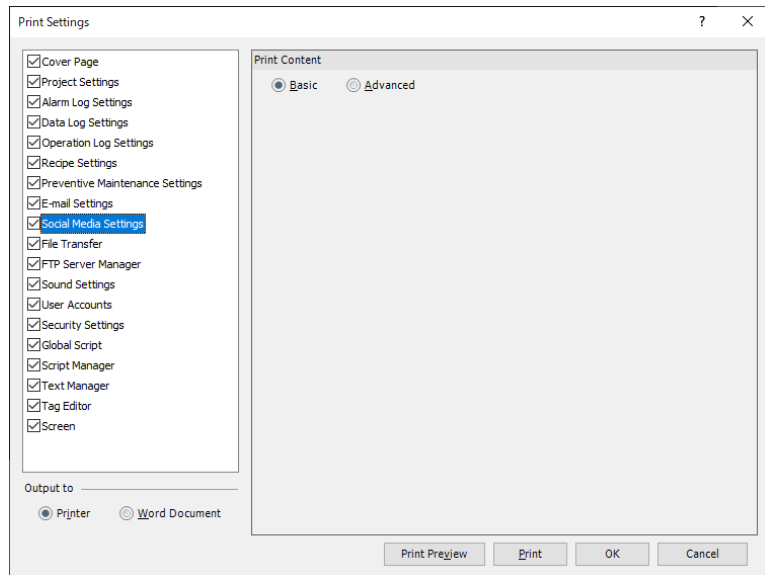 Print Settings
?
Cover Page
Project Settings
Alarm Log Settings
Data Log Settings
Operation Log Settings
Recipe Settings
Preventive Maintenance Settings
E-mail Settings
Social Media Settings
File Transfer
FTP Server Manager
Sound Settings
User Accounts
Security Settings
Global Script
Script Manager
Text Manager
Tag Editor
Screen
Output to
Printer
Word Document
Print Content
Basic
Advanced
Print Preview
Print
OK
Cancel